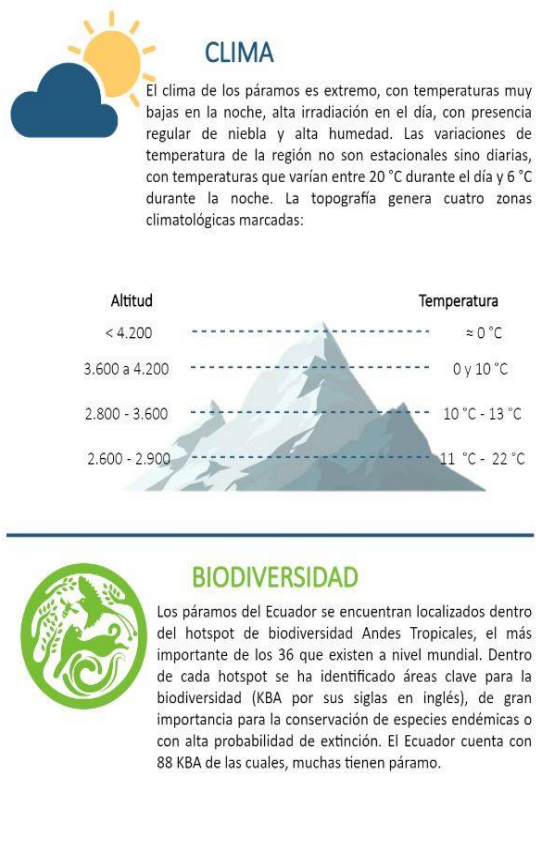 CLIMA
El clima de los páramos es extremo, con temperaturas muy
bajas en la noche, alta irradiación en el día, con presencia
regular de niebla y alta humedad. Las variaciones de
temperatura de la región no son estacionales sino diarias,
con temperaturas que varían entre 20 °C durante el día y 6 °C
durante la noche. La topografía genera cuatro zonas
climatológicas marcadas:
Altitud Temperatura
< 4.200 ≈ 0 °C
3.600 a 4.200 0 y 10 °C
2.800 - 3.600 10 °C - 13 °C
2.600 - 2.900 11 °C - 22 °C
BIODIVERSIDAD
Los páramos del Ecuador se encuentran localizados dentro
del hotspot de biodiversidad Andes Tropicales, el más
importante de los 36 que existen a nivel mundial. Dentro
de cada hotspot se ha identificado áreas clave para la
biodiversidad (KBA por sus siglas en inglés), de gran
importancia para la conservación de especies endémicas o
con alta probabilidad de extinción. El Ecuador cuenta con
88 KBA de las cuales, muchas tienen páramo.